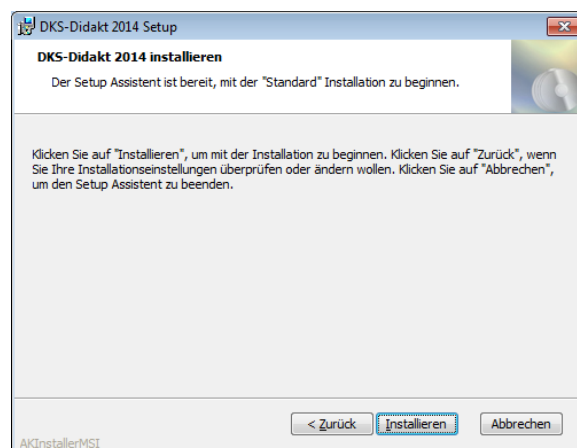 DKS-Didakt 2014 Setup
DKS-Didakt 2014 installieren
Der Setup Assistent ist bereit, mit der "Standard" Installation zu beginnen.
Klicken Sie auf "Installieren", um mit der Installation zu beginnen. Klicken Sie auf "Zurück", wenn
Sie Ihre Installationseinstellungen überprüfen oder ändern wollen. Klicken Sie auf "Abbrechen",
um den Setup Assistent zu beenden.
< Zurück Installieren Abbrechen
AKInstallerMSI